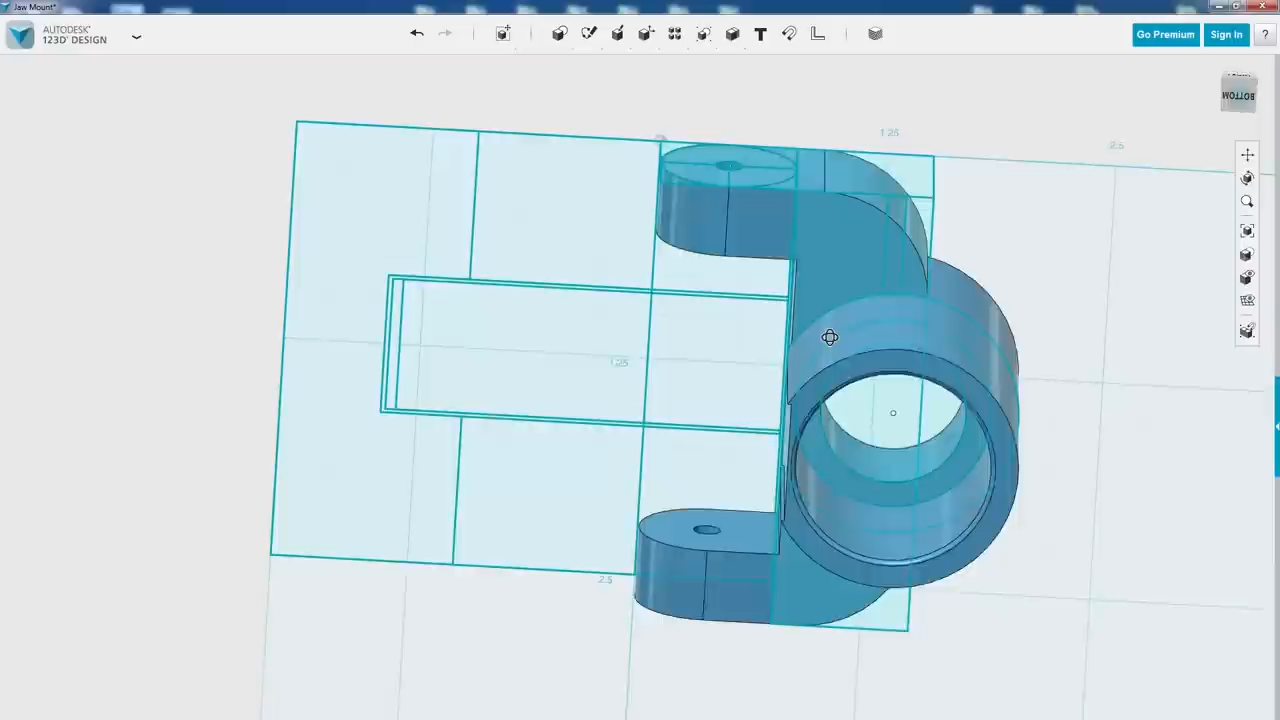 Jaw Mount*
AUTODESK®
123D® DESIGN
T
Go Premium
Sign In
?
BOTTOM
1.25
2.5
1.25
2.5